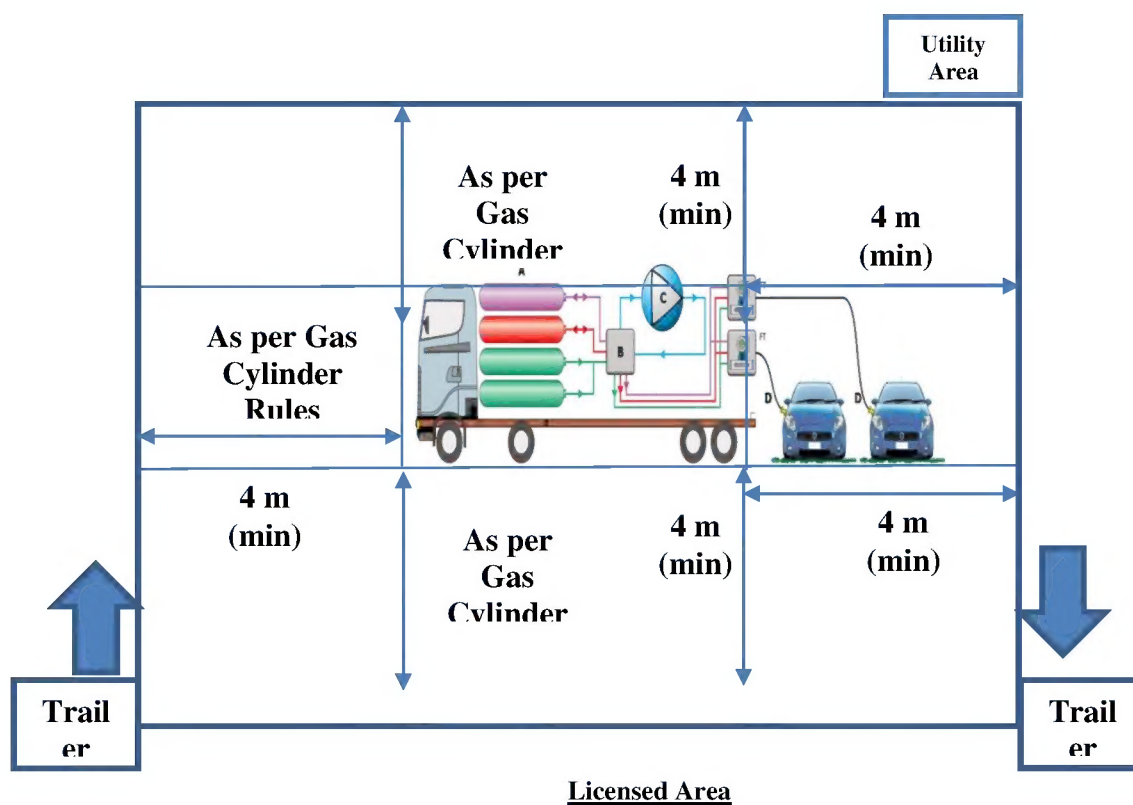 Utility
Area
As per
Gas
Cylinder
4 m
(min)
4 m
(min)
A
C
B
FT
D
D
As per Gas
Cylinder
Rules
4 m
(min)
As per
Gas
Cylinder
4 m
(min)
4 m
(min)
Trail
er
Trail
er
Licensed Area